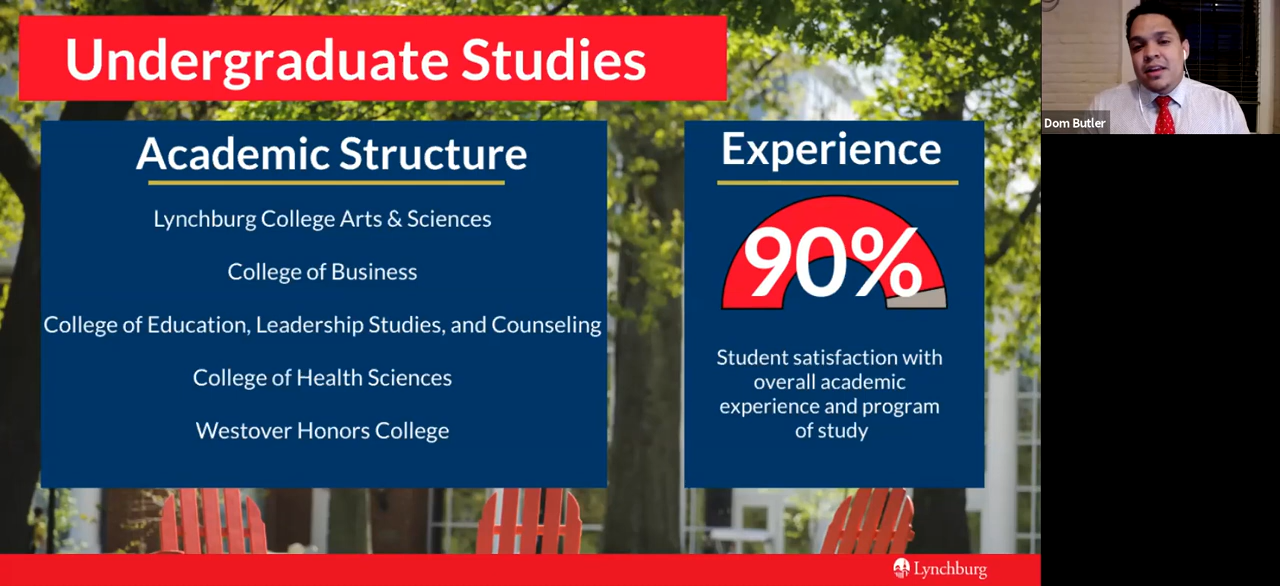 Undergraduate Studies
Academic Structure
Lynchburg College Arts & Sciences
College of Business
College of Education, Leadership Studies, and Counseling
College of Health Sciences
Westover Honors College
Experience
90%
Student satisfaction with
overall academic
experience and program
of study
Lynchburg
Dom Butler